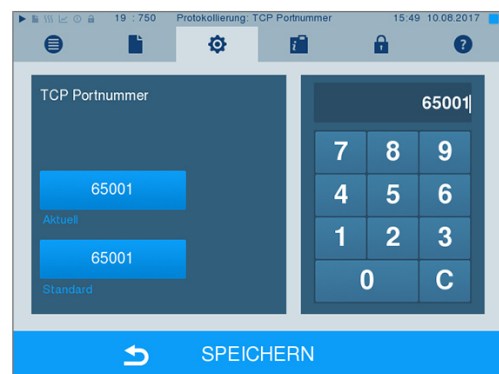 19 : 750 Protokollierung: TCP Portnummer 15:49 10.08.2017
TCP Portnummer
65001
Aktuell
65001
Standard
65001
7 8 9
4 5 6
1 2 3
0 C
SPEICHERN